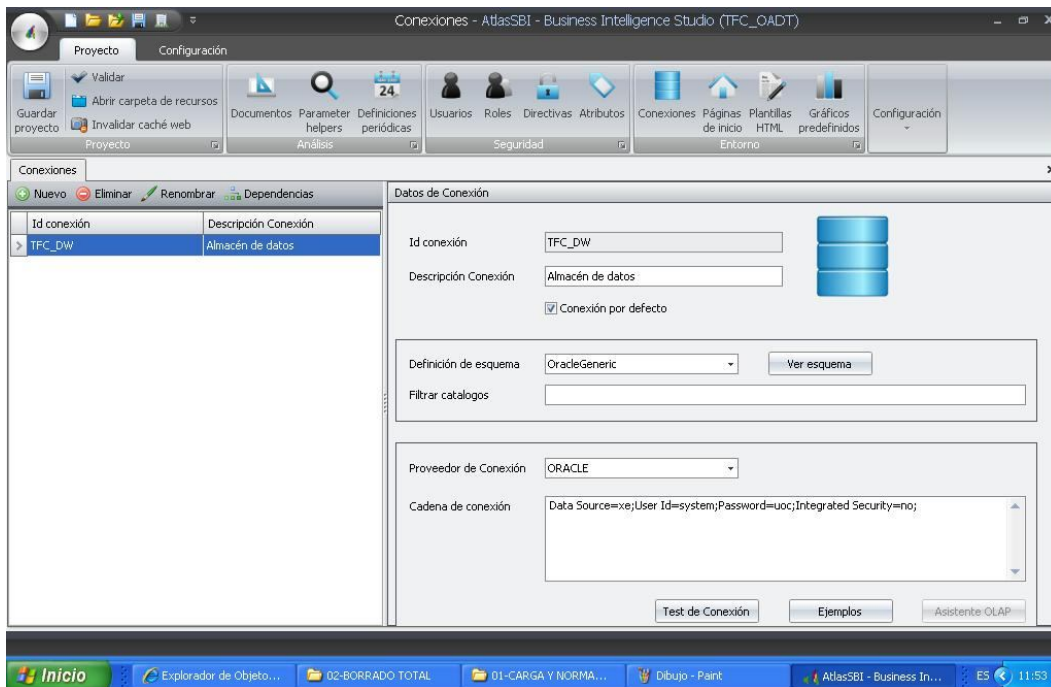 Conexiones - AtlasSBI - Business Intelligence Studio (TFC_OADT)
Proyecto
Configuración
Guardar proyecto
Validar
Abrir carpeta de recursos
Invalidar caché web
Proyecto
Documentos
Parameter helpers
24
Definiciones periódicas
Análisis
Usuarios
Roles
Directivas
Atributos
Seguridad
Conexiones
Páginas de inicio
Plantillas HTML
Gráficos predefinidos
Entorno
Configuración
Conexiones
Nuevo Eliminar Renombrar Dependencias
Id conexión Descripción Conexión
TFC_DW Almacén de datos
Datos de Conexión
Id conexión TFC_DW
Descripción Conexión Almacén de datos
Conexión por defecto
Definición de esquema OracleGeneric Ver esquema
Filtrar catalogos
Proveedor de Conexión ORACLE
Cadena de conexión Data Source=xe;User Id=system;Password=uoc;Integrated Security=no;
Test de Conexión Ejemplos Asistente OLAP
Inicio Explorador de Objeto... 02-BORRADO TOTAL 01-CARGA Y NORMA... Dibujo - Paint AtlasSBI - Business In... ES 11:53